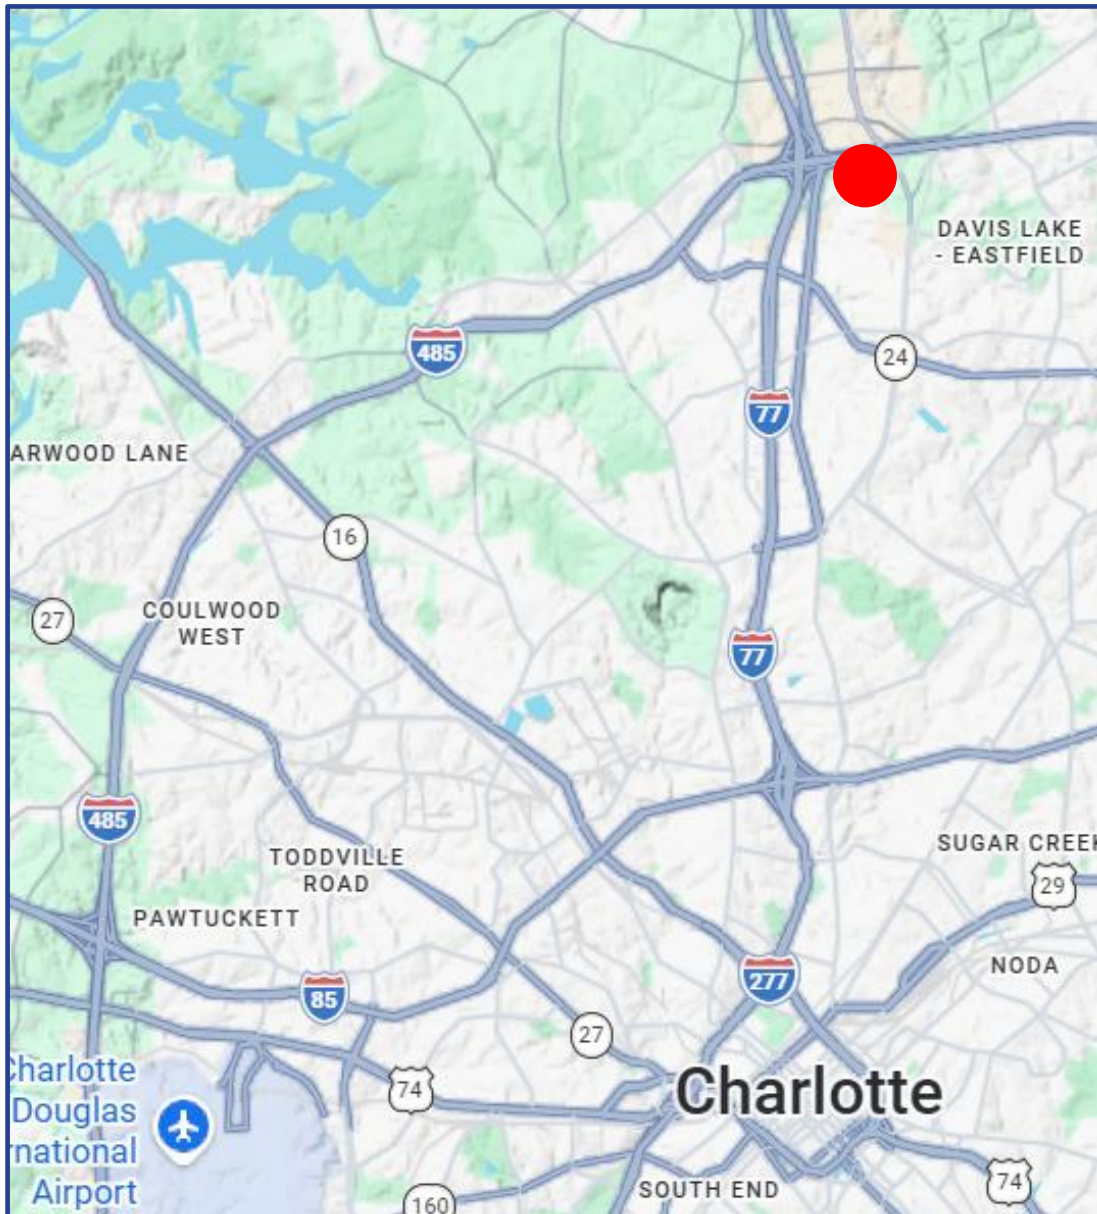 DAVIS LAKE
- EASTFIELD
485
24
77
ARWOOD LANE
16
27
COULWOOD
WEST
77
485
SUGAR CREEK
TODDVILLE
ROAD
29
PAWTUCKETT
NODA
277
85
27
Charlotte
Douglas
rnational
Airport
74
Charlotte
160
SOUTH END
74